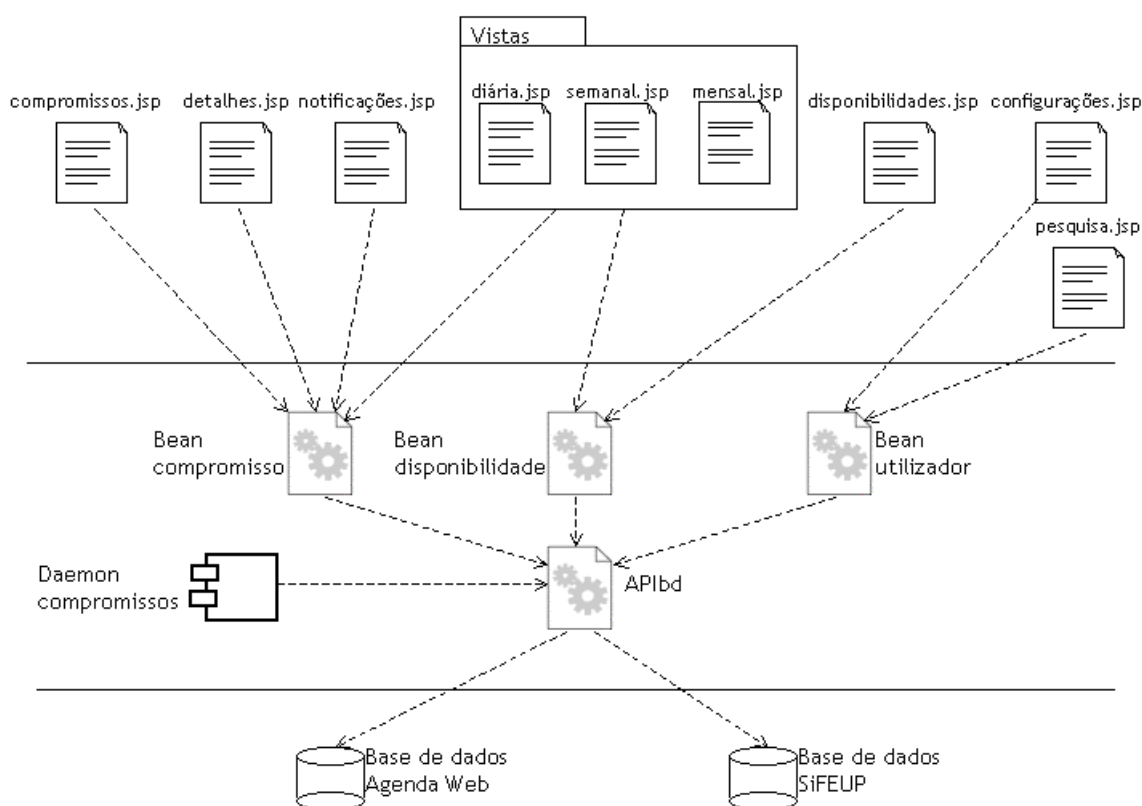 Vistas
compromissos.jsp
detalhes.jsp
notificações.jsp
diária.jsp
semanal.jsp
mensal.jsp
disponibilidades.jsp
configurações.jsp
pesquisa.jsp
Bean
compromisso
Bean
disponibilidade
Bean
utilizador
Daemon
compromissos
APIbd
Base de dados
Agenda Web
Base de dados
SiFEUP